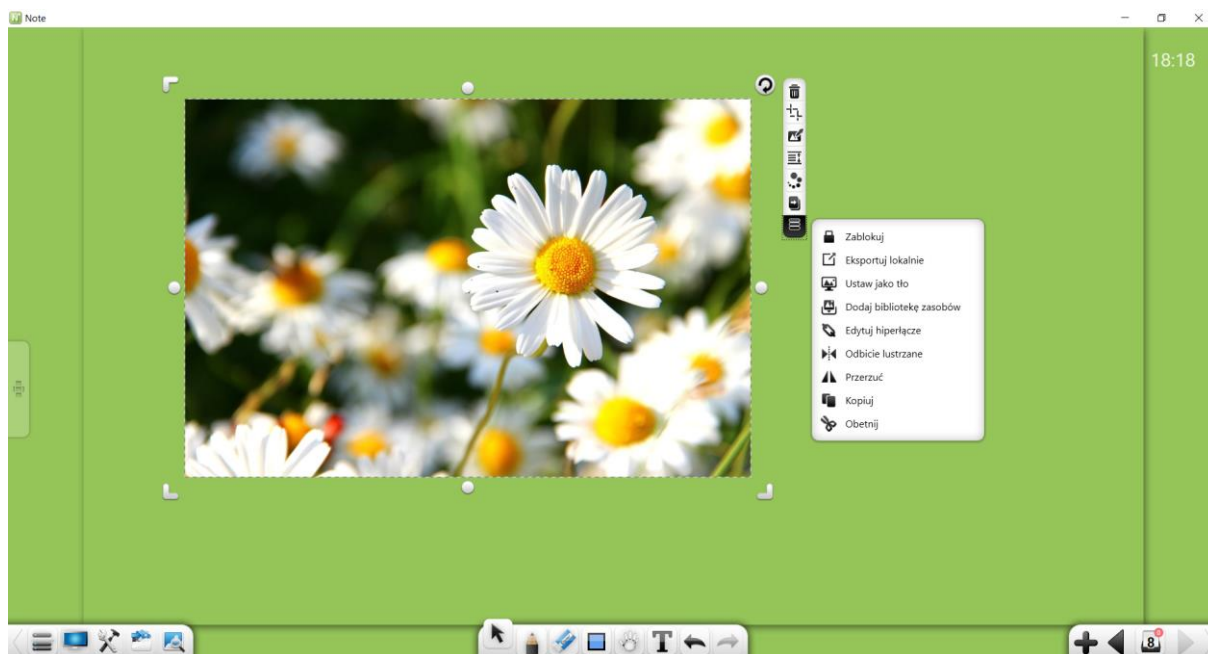 Note
18:18
Zablokuj
Eksportuj lokalnie
Ustaw jako tło
Dodaj bibliotekę zasobów
Edytuj hiperłącze
Odbicie lustrzane
Przerzuć
Kopiuj
Obetnij
T
8